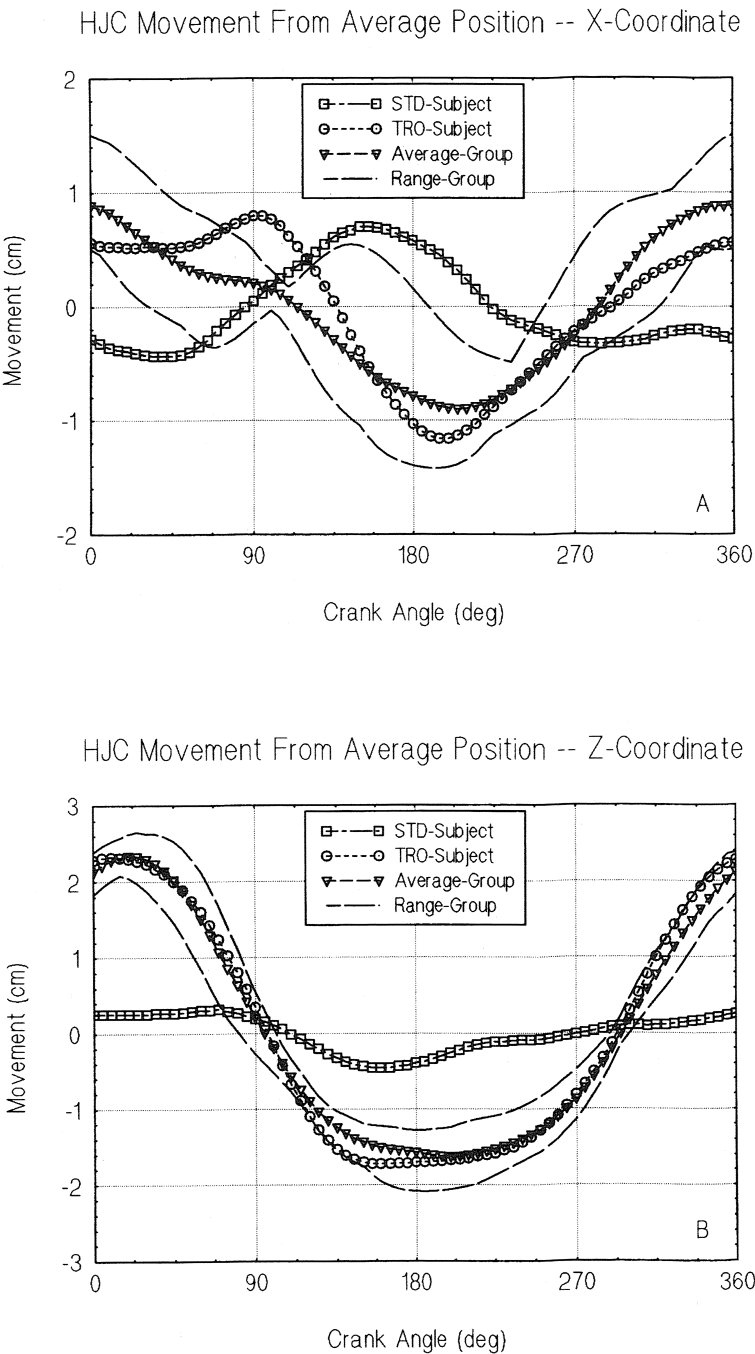 HJC Movement From Average Position -- X-Coordinate
2
1
0
-1
-2
Movement (cm)
STD-Subject
TRO-Subject
Average-Group
Range-Group
A
0 90 180 270 360
Crank Angle (deg)
HJC Movement From Average Position -- Z-Coordinate
3
2
1
0
-1
-2
-3
Movement (cm)
STD-Subject
TRO-Subject
Average-Group
Range-Group
B
0 90 180 270 360
Crank Angle (deg)